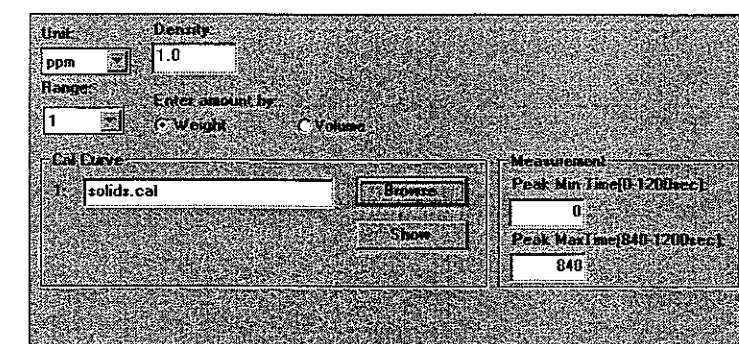 Unit: Density:
ppm 1.0
Range: Enter amount by:
1 Weight Volume
Cal Curve
1: solids.cal Browse
Show
Measurement
Peak Min Time[0-1200sec]:
0
Peak MaxTime[840-1200sec]:
840